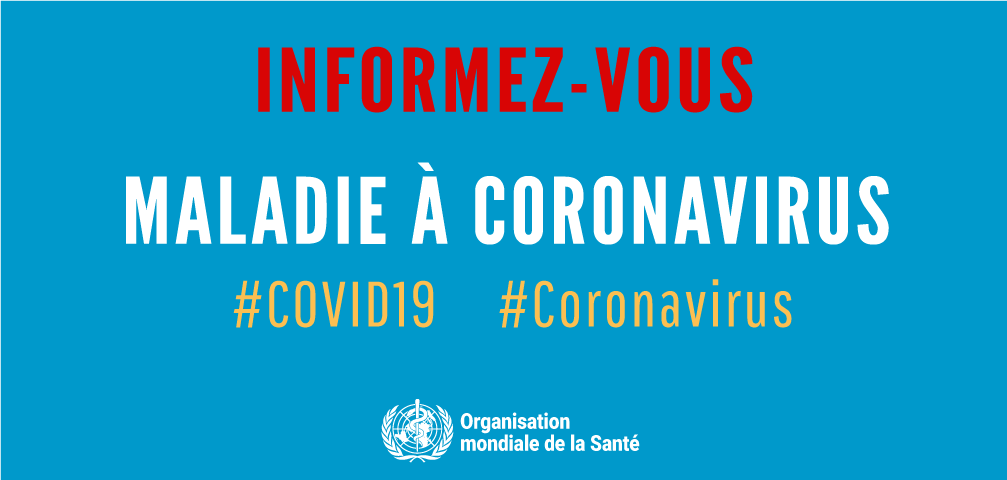 INFORMEZ-VOUS
MALADIE À CORONAVIRUS
#COVID19 #Coronavirus
Organisation
mondiale de la Santé